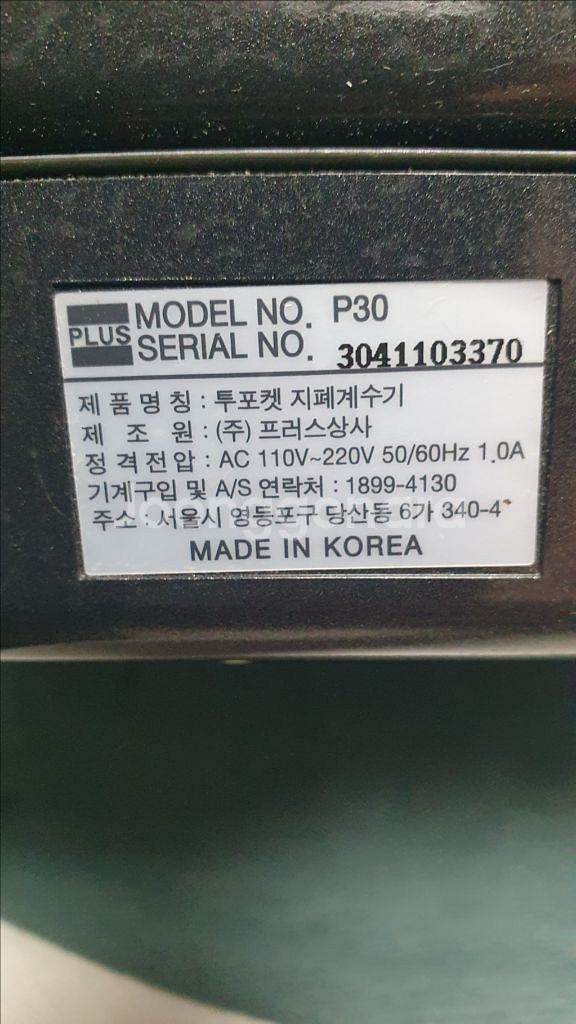 PLUS
MODEL NO. P30
SERIAL NO. 3041103370
제 품 명 칭 : 투포켓 지폐계수기
제 조 원 : (주) 프러스상사
정 격 전 압 : AC 110V~220V 50/60Hz 1.0A
기계구입 및 A/S 연락처 : 1899-4130
주소 : 서울시 영등포구 당산동 6가 340-4
MADE IN KOREA